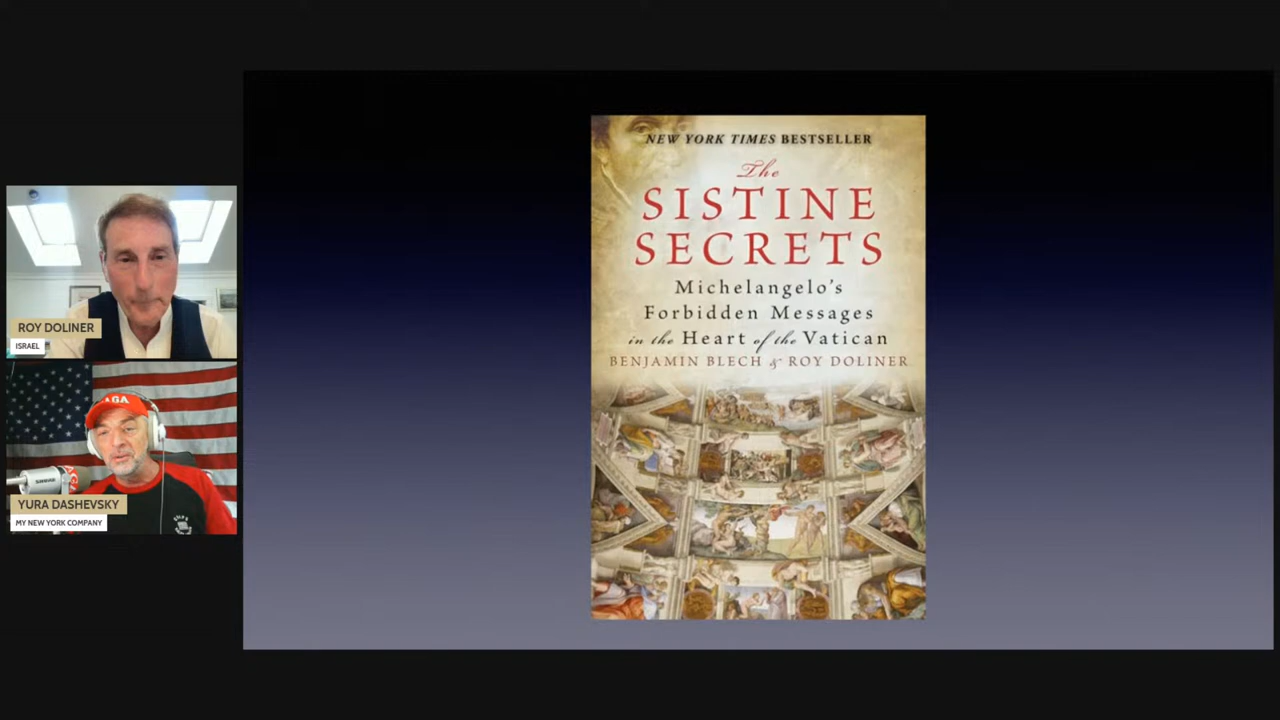 ROY DOLINER
ISRAEL
YURA DASHEVSKY
MY NEW YORK COMPANY
NEW YORK TIMES BESTSELLER
The
SISTINE
SECRETS
Michelangelo's
Forbidden Messages
in the Heart of the Vatican
BENJAMIN BLECH & ROY DOLINER